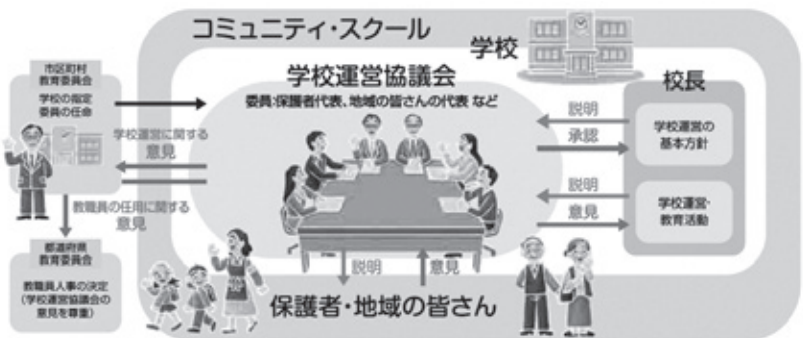 コミュニティ・スクール
学校
市区町村
教育委員会
学校の指定
委員の任命
学校運営協議会
委員:保護者代表、地域の皆さんの代表 など
校長
説明
承認
学校運営の
基本方針
学校運営に関する
意見
説明
意見
学校運営・
教育活動
教職員の任用に関する
意見
都道府県
教育委員会
教職員人事の決定
(学校運営協議会の
意見を尊重)
説明
意見
保護者・地域の皆さん